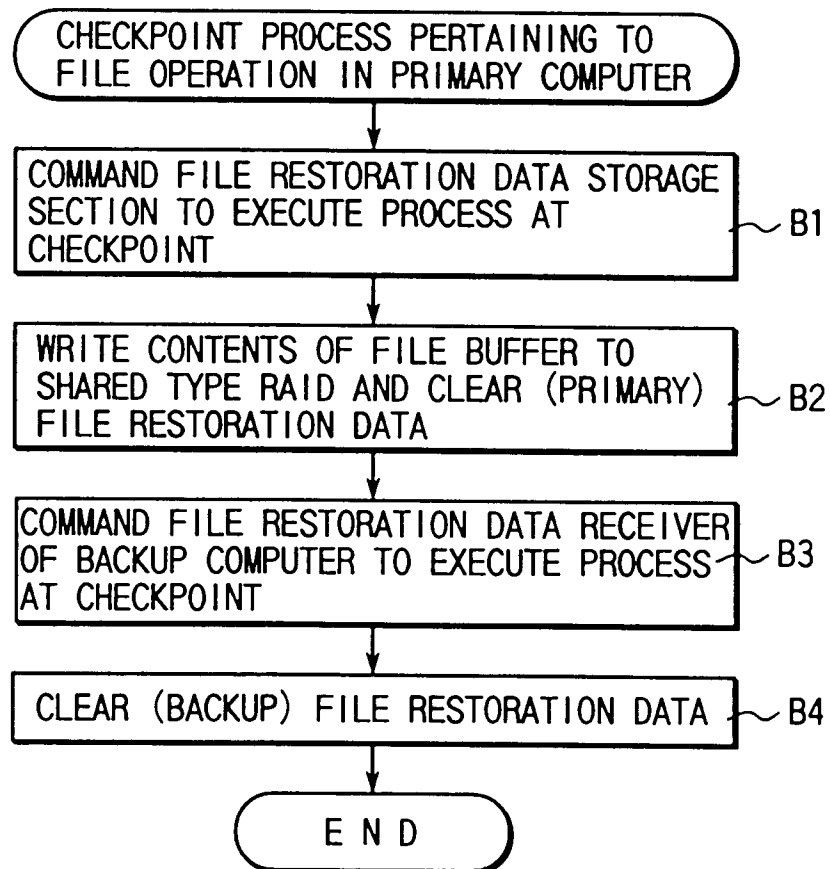 CHECKPOINT PROCESS PERTAINING TO
FILE OPERATION IN PRIMARY COMPUTER
COMMAND FILE RESTORATION DATA STORAGE
SECTION TO EXECUTE PROCESS AT
CHECKPOINT
B1
WRITE CONTENTS OF FILE BUFFER TO
SHARED TYPE RAID AND CLEAR (PRIMARY)
FILE RESTORATION DATA
B2
COMMAND FILE RESTORATION DATA RECEIVER
OF BACKUP COMPUTER TO EXECUTE PROCESS
AT CHECKPOINT
B3
CLEAR (BACKUP) FILE RESTORATION DATA
B4
END